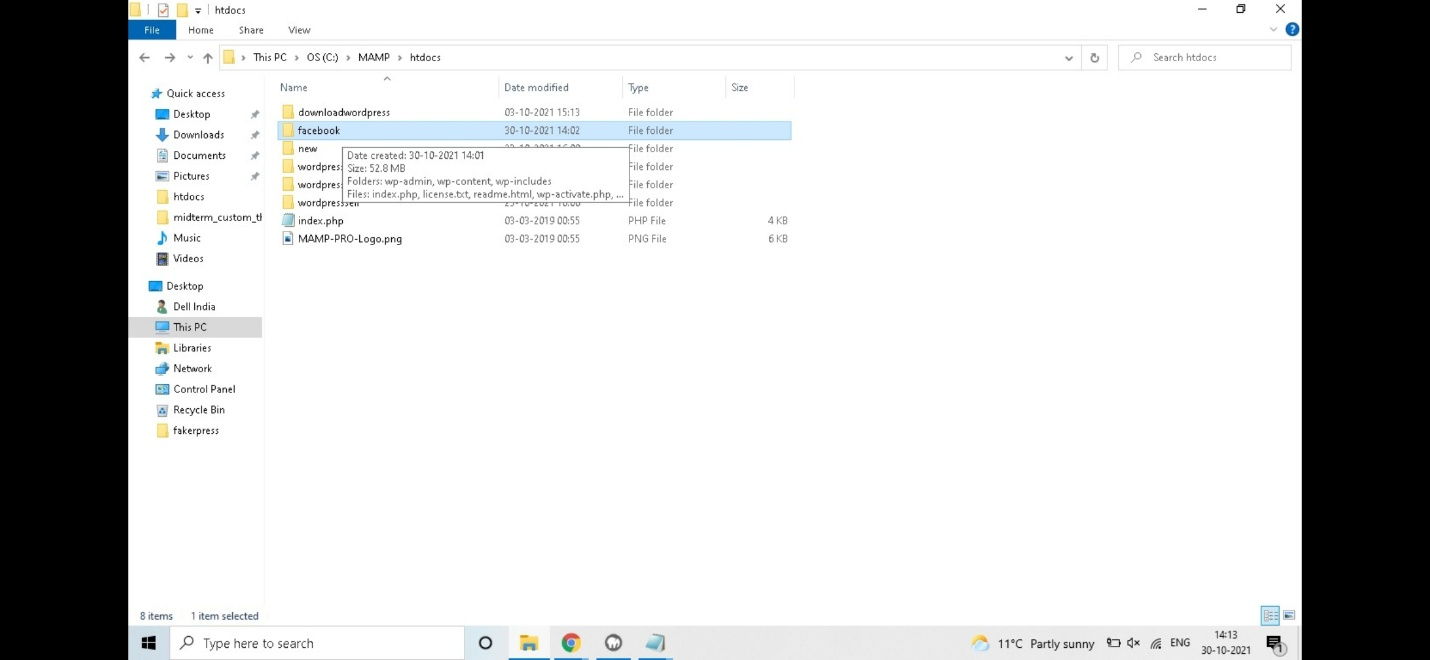 htdocs
File Home Share View
This PC > OS (C:) > MAMP > htdocs
Search htdocs
Name Date modified Type Size
Quick access
Desktop
Downloads
Documents
Pictures
htdocs
midterm_custom_th
Music
Videos
Desktop
Dell India
This PC
Libraries
Network
Control Panel
Recycle Bin
fakerpress
downloadwordpress 03-10-2021 15:13 File folder
facebook 30-10-2021 14:02 File folder
new File folder
wordpres File folder
wordpres File folder
File folder
index.php 03-03-2019 00:55 PHP File 4 KB
MAMP-PRO-Logo.png 03-03-2019 00:55 PNG File 6 KB
Date created: 30-10-2021 14:01
Size: 52.8 MB
Folders: wp-admin, wp-content, wp-includes
Files: index.php, license.txt, readme.html, wp-activate.php, ...
8 items 1 item selected
Type here to search
11°C Partly sunny ENG
14:13
30-10-2021
1